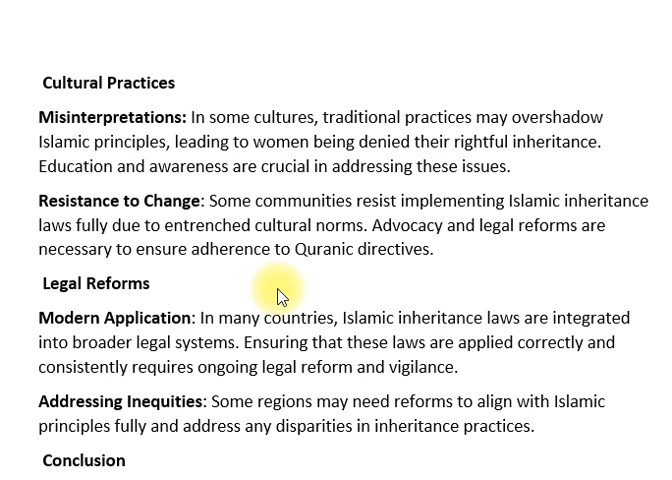 Cultural Practices
Misinterpretations: In some cultures, traditional practices may overshadow
Islamic principles, leading to women being denied their rightful inheritance.
Education and awareness are crucial in addressing these issues.
Resistance to Change: Some communities resist implementing Islamic inheritance
laws fully due to entrenched cultural norms. Advocacy and legal reforms are
necessary to ensure adherence to Quranic directives.
Legal Reforms
Modern Application: In many countries, Islamic inheritance laws are integrated
into broader legal systems. Ensuring that these laws are applied correctly and
consistently requires ongoing legal reform and vigilance.
Addressing Inequities: Some regions may need reforms to align with Islamic
principles fully and address any disparities in inheritance practices.
Conclusion